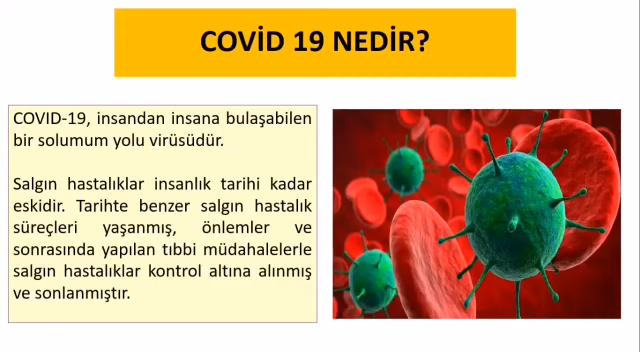 COVİD 19 NEDİR?
COVID-19, insandan insana bulaşabilen
bir solumum yolu virüsüdür.
Salgın hastalıklar insanlık tarihi kadar
eskidir. Tarihte benzer salgın hastalık
süreçleri yaşanmış, önlemler ve
sonrasında yapılan tıbbi müdahalelerle
salgın hastalıklar kontrol altına alınmış
ve sonlanmıştır.